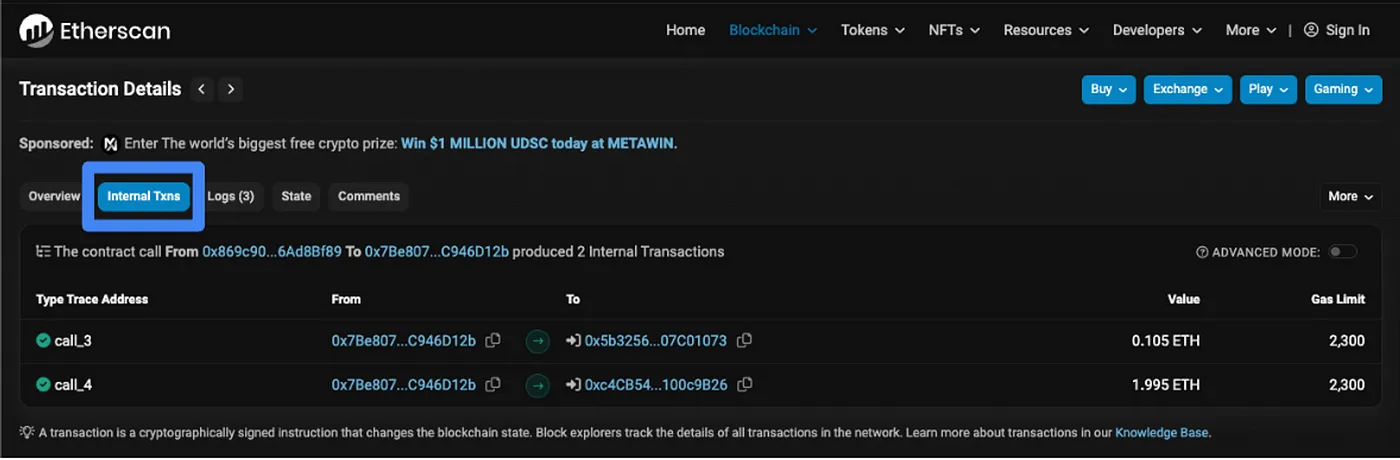 Etherscan Home Blockchain Tokens NFTs Resources Developers More | Sign In
Transaction Details Buy Exchange Play Gaming
Sponsored: Enter The world's biggest free crypto prize: Win $1 MILLION UDSC today at METAWIN.
Overview Internal Txns Logs (3) State Comments More
The contract call From 0x869c90...6Ad8Bf89 To 0x7Be807...C946D12b produced 2 Internal Transactions ADVANCED MODE:
Type Trace Address From To Value Gas Limit
call_3 0x7Be807...C946D12b 0x5b3256...07C01073 0.105 ETH 2,300
call_4 0x7Be807...C946D12b 0xc4CB54...100c9B26 1.995 ETH 2,300
A transaction is a cryptographically signed instruction that changes the blockchain state. Block explorers track the details of all transactions in the network. Learn more about transactions in our Knowledge Base.